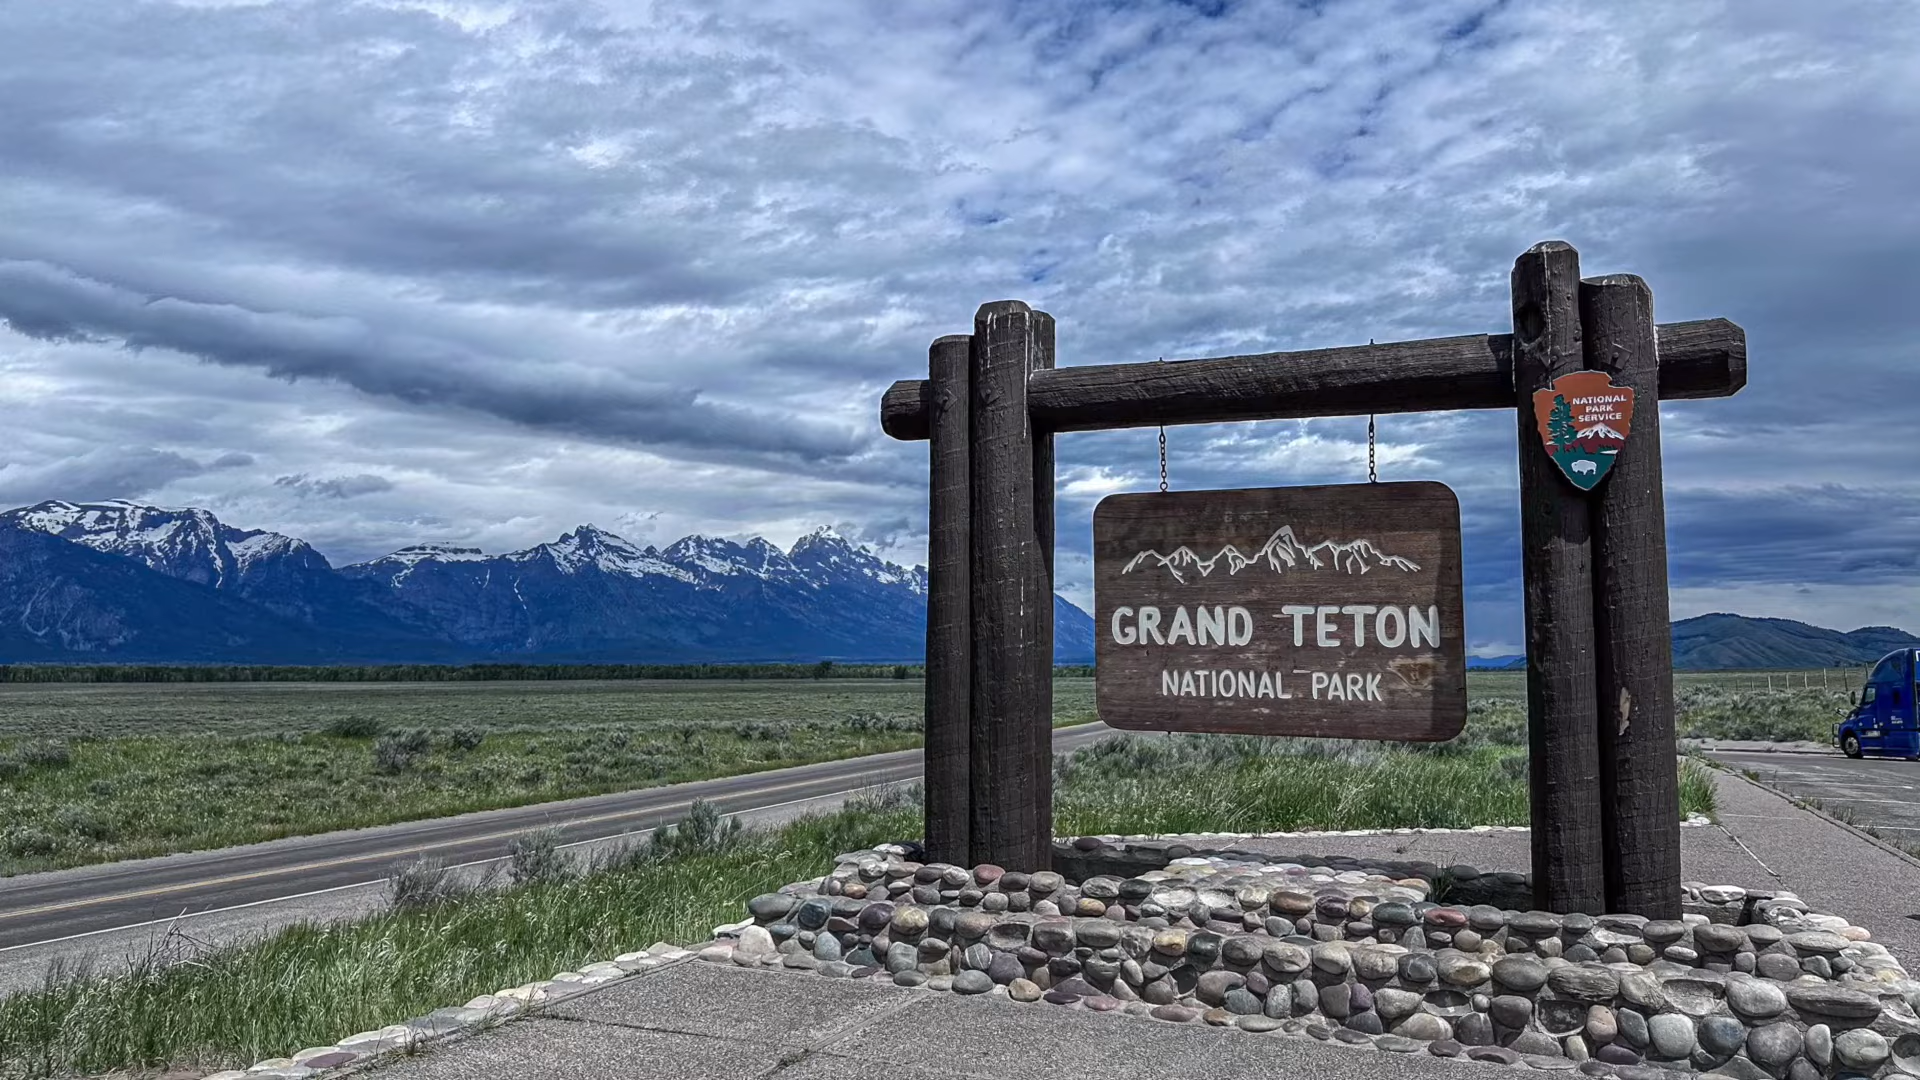 NATIONAL
PARK
SERVICE
GRAND TETON
NATIONAL PARK